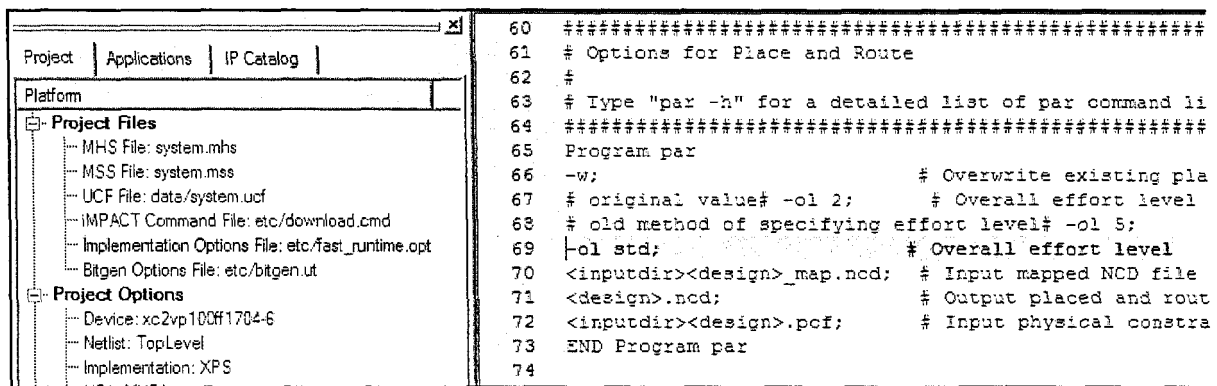 Project Applications IP Catalog
Platform
Project Files
MHS File: system.mhs
MSS File: system.mss
UCF File: data/system.ucf
iMPACT Command File: etc/download.cmd
Implementation Options File: etc/fast_runtime.opt
Bitgen Options File: etc/bitgen.ut
Project Options
Device: xc2vp100ff1704-6
Netlist: TopLevel
Implementation: XPS
60 ######################################################
61 # Options for Place and Route
62 #
63 # Type "par -h" for a detailed list of par command li
64 ######################################################
65 Program par
66 -w; # Overwrite existing pla
67 # original value# -ol 2; # Overall effort level
68 # old method of specifying effort level# -ol 5;
69 -ol std; # Overall effort level
70 <inputdir><design>_map.ncd; # Input mapped NCD file
71 <design>.ncd; # Output placed and rout
72 <inputdir><design>.pcf; # Input physical constra
73 END Program par
74